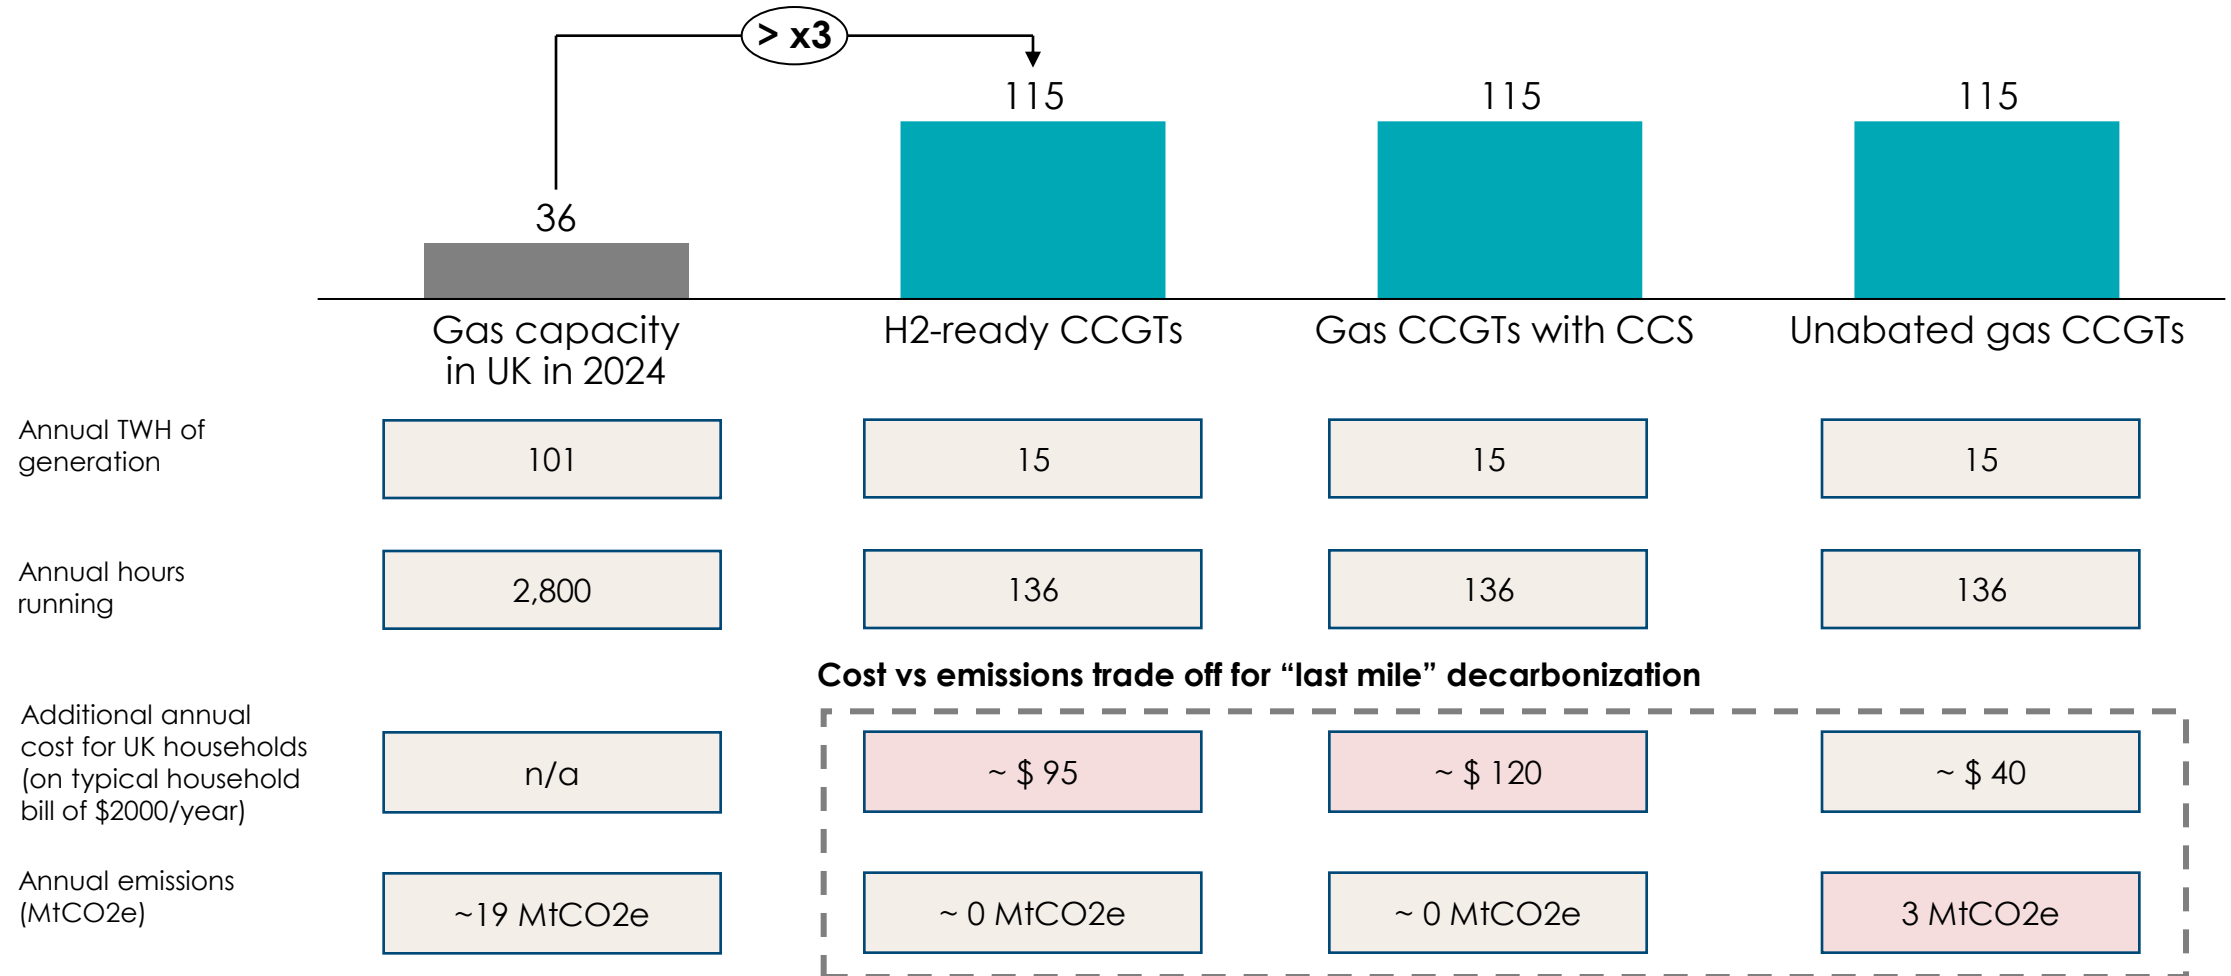 > x3
36
115
115
115
Gas capacity
in UK in 2024
H2-ready CCGTs
Gas CCGTs with CCS
Unabated gas CCGTs
Annual TWH of
generation
101
15
15
15
Annual hours
running
2,800
136
136
136
Cost vs emissions trade off for “last mile” decarbonization
Additional annual
cost for UK households
(on typical household
bill of $2000/year)
n/a
~ $ 95
~ $ 120
~ $ 40
Annual emissions
(MtCO2e)
~19 MtCO2e
~ 0 MtCO2e
~ 0 MtCO2e
3 MtCO2e